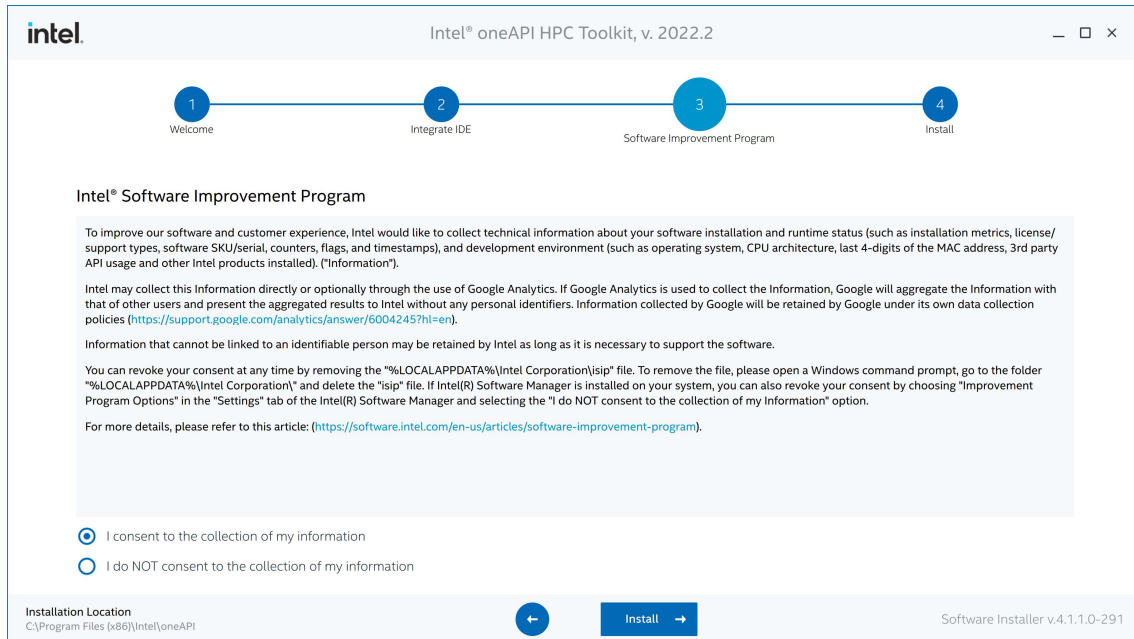 intel.
Intel® oneAPI HPC Toolkit, v. 2022.2
1
2
3
4
Welcome
Integrate IDE
Software Improvement Program
Install
Intel® Software Improvement Program
To improve our software and customer experience, Intel would like to collect technical information about your software installation and runtime status (such as installation metrics, license/
support types, software SKU/serial, counters, flags, and timestamps), and development environment (such as operating system, CPU architecture, last 4-digits of the MAC address, 3rd party
API usage and other Intel products installed). ("Information").
Intel may collect this Information directly or optionally through the use of Google Analytics. If Google Analytics is used to collect the Information, Google will aggregate the Information with
that of other users and present the aggregated results to Intel without any personal identifiers. Information collected by Google will be retained by Google under its own data collection
policies (https://support.google.com/analytics/answer/6004245?hl=en).
Information that cannot be linked to an identifiable person may be retained by Intel as long as it is necessary to support the software.
You can revoke your consent at any time by removing the "%LOCALAPPDATA%\Intel Corporation\isip" file. To remove the file, please open a Windows command prompt, go to the folder
"%LOCALAPPDATA%\Intel Corporation\" and delete the "isip" file. If Intel(R) Software Manager is installed on your system, you can also revoke your consent by choosing "Improvement
Program Options" in the "Settings" tab of the Intel(R) Software Manager and selecting the "I do NOT consent to the collection of my Information" option.
For more details, please refer to this article: (https://software.intel.com/en-us/articles/software-improvement-program).
I consent to the collection of my information
I do NOT consent to the collection of my information
Installation Location
C:\Program Files (x86)\Intel\oneAPI
Install
Software Installer v.4.1.1.0-291